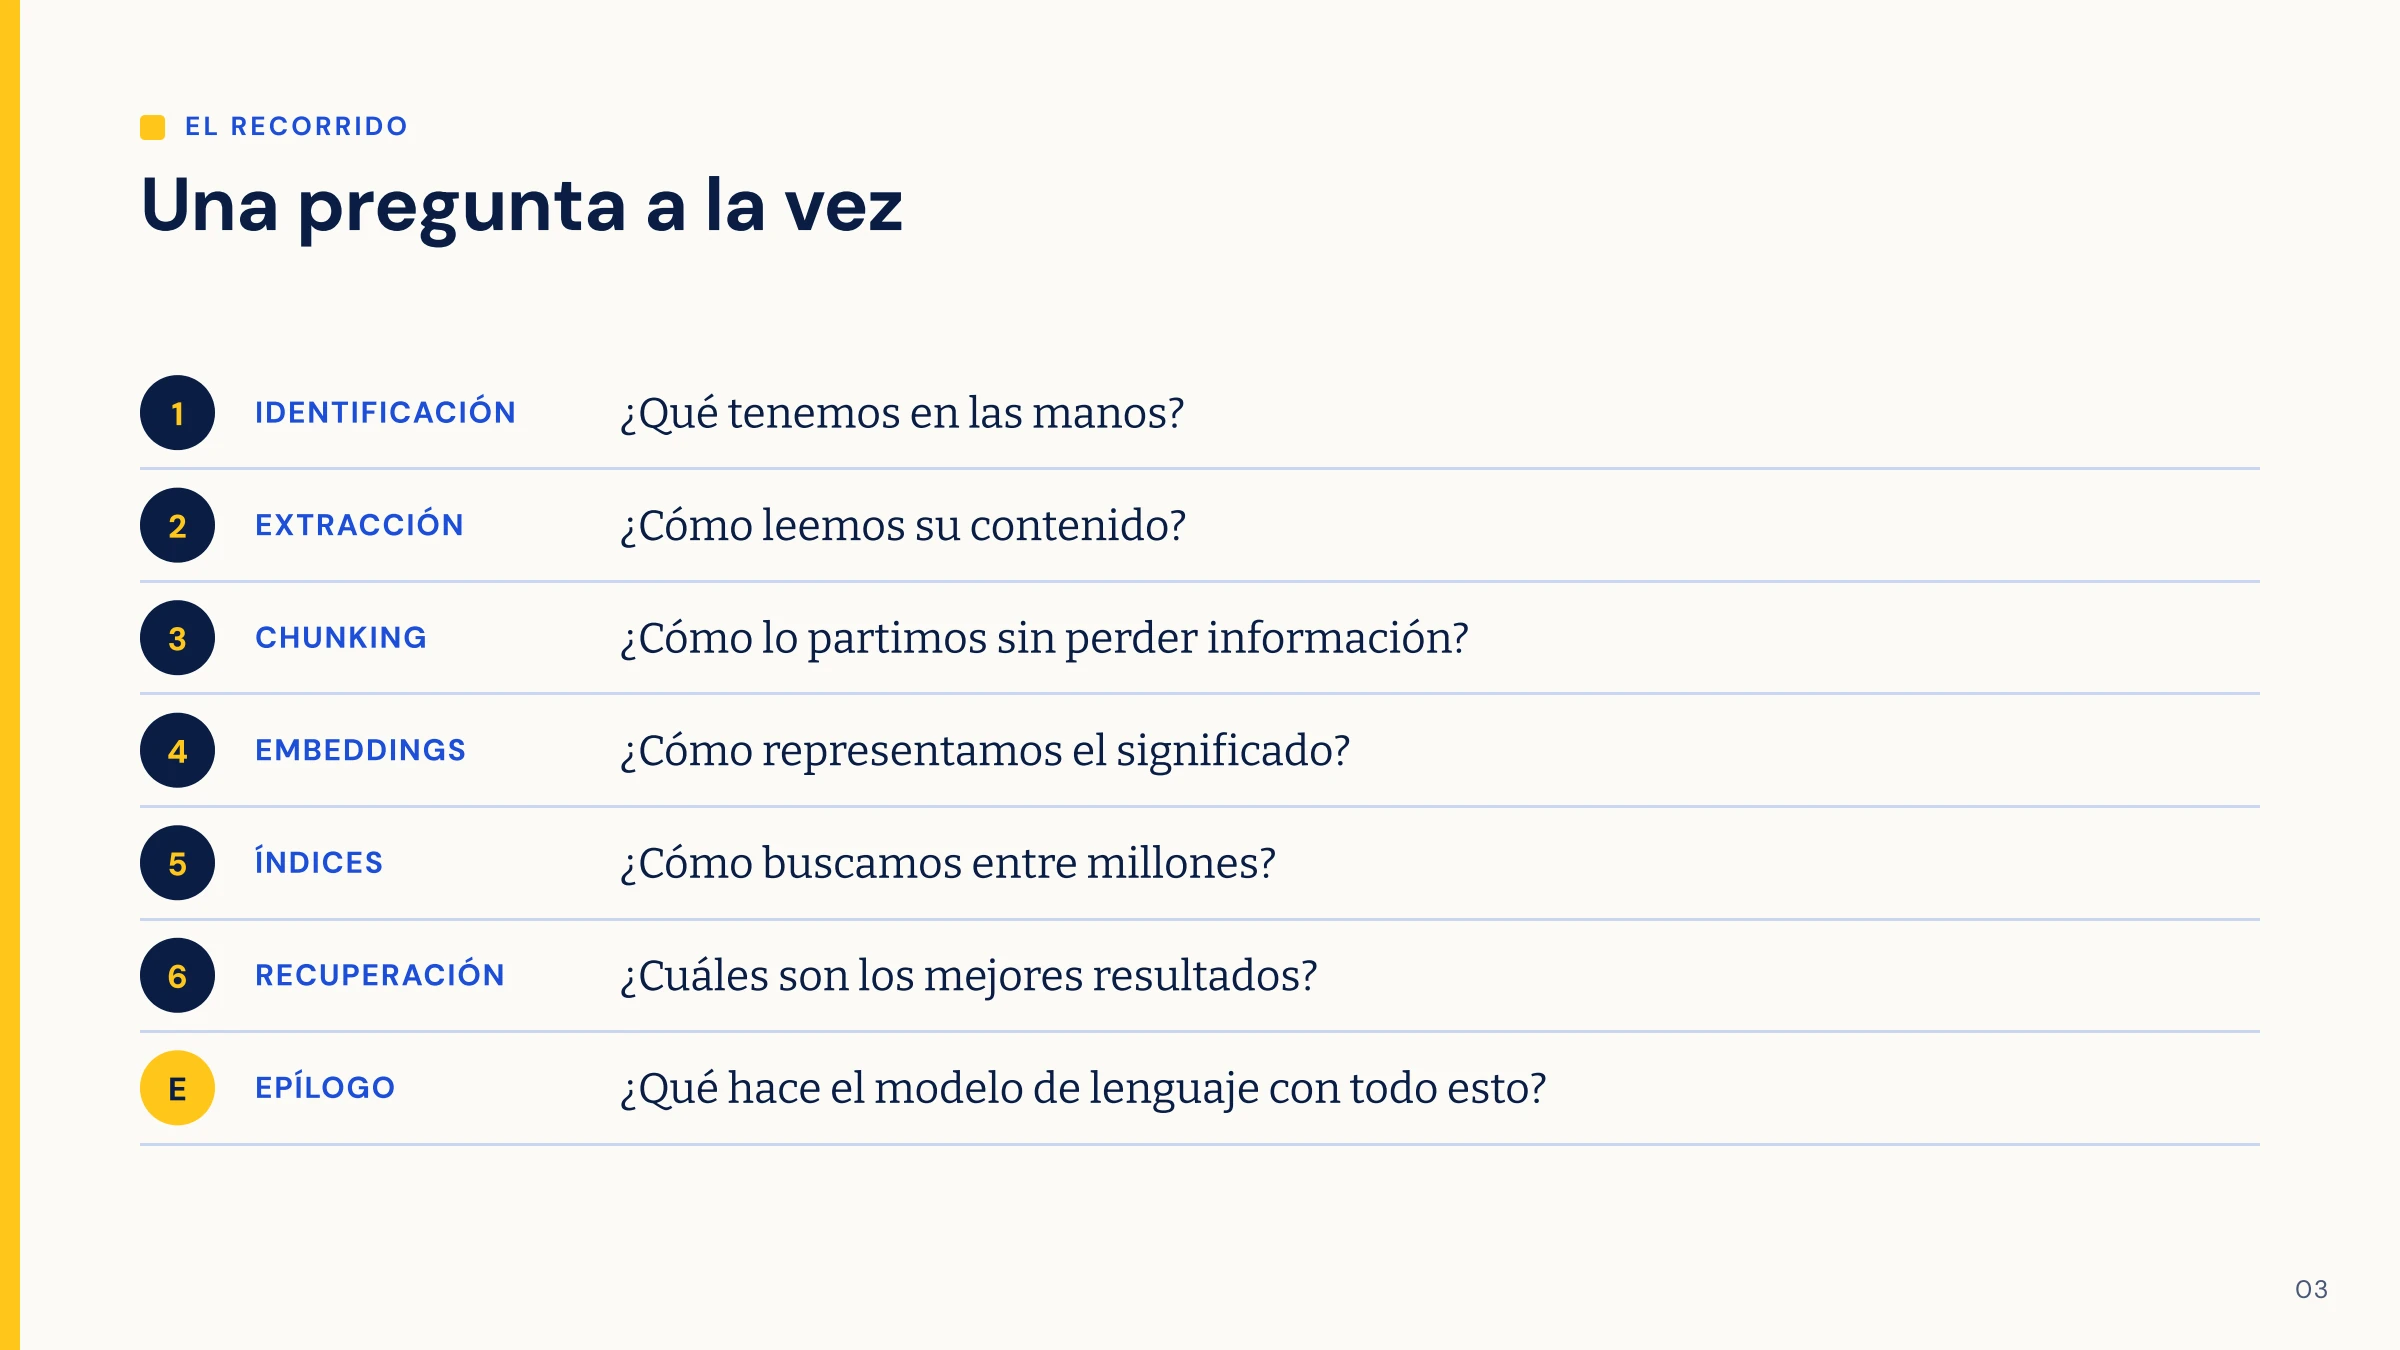 EL RECORRIDO
Una pregunta a la vez
1 IDENTIFICACIÓN ¿Qué tenemos en las manos?
2 EXTRACCIÓN ¿Cómo leemos su contenido?
3 CHUNKING ¿Cómo lo partimos sin perder información?
4 EMBEDDINGS ¿Cómo representamos el significado?
5 ÍNDICES ¿Cómo buscamos entre millones?
6 RECUPERACIÓN ¿Cuáles son los mejores resultados?
E EPÍLOGO ¿Qué hace el modelo de lenguaje con todo esto?
03